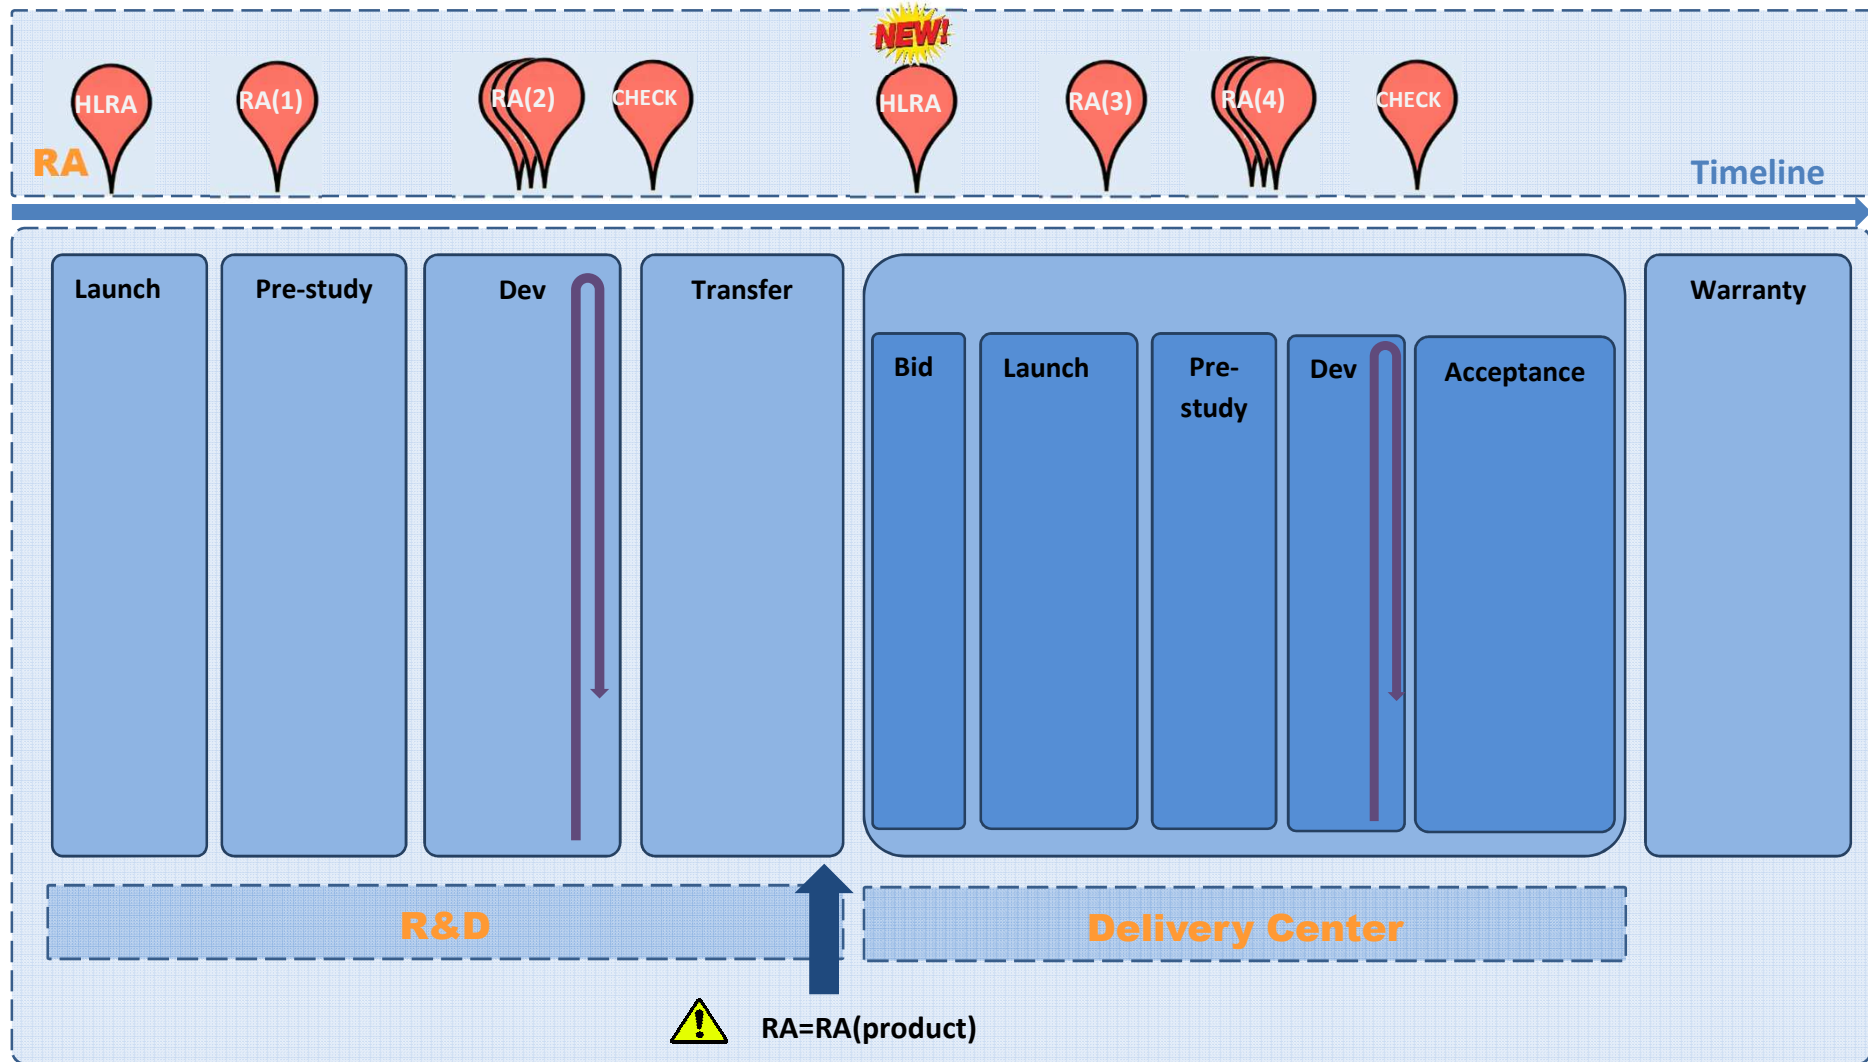 NEW!
HLRA
RA(1)
RA(2)
CHECK
HLRA
RA(3)
RA(4)
CHECK
RA
Timeline
Launch
Pre-study
Dev
Transfer
Warranty
Bid
Launch
Pre-
study
Dev
Acceptance
R&D
Delivery Center
RA=RA(product)